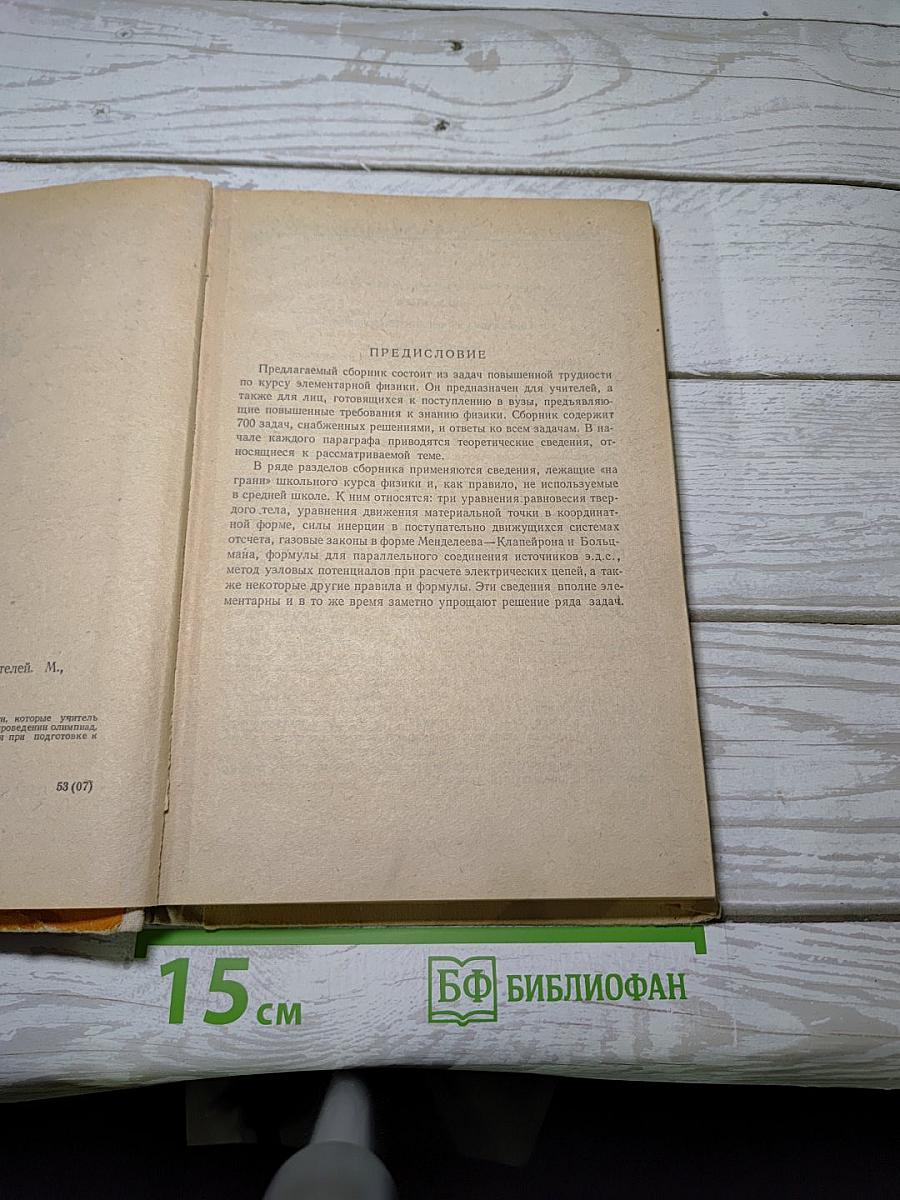 ПРЕДИСЛОВИЕ
Предлагаемый сборник состоит из задач повышенной трудности
по курсу элементарной физики. Он предназначен для учителей, а
также для лиц, готовящихся к поступлению в вузы, предъявляю-
щие повышенные требования к знанию физики. Сборник содержит
700 задач, снабженных решениями, и ответы ко всем задачам. В на-
чале каждого параграфа приводятся теоретические сведения, от-
носящиеся к рассматриваемой теме.
В ряде разделов сборника применяются сведения, лежащие «на
грани» школьного курса физики и, как правило, не используемые
в средней школе. К ним относятся: три уравнения равновесия твер-
дого тела, уравнения движения материальной точки в координат-
ной форме, силы инерции в поступательно движущихся системах
отсчета, газовые законы в форме Менделеева—Клапейрона и Больц-
мана, формулы для параллельного соединения источников э.д.с.,
метод узловых потенциалов при расчете электрических цепей, а так-
же некоторые другие правила и формулы. Эти сведения вполне эле-
ментарны и в то же время заметно упрощают решение ряда задач.
телей. М.,
которые учитель
проведении олимпиад,
при подготовке к
53 (07)
15 см
БФ БИБЛИОФАН